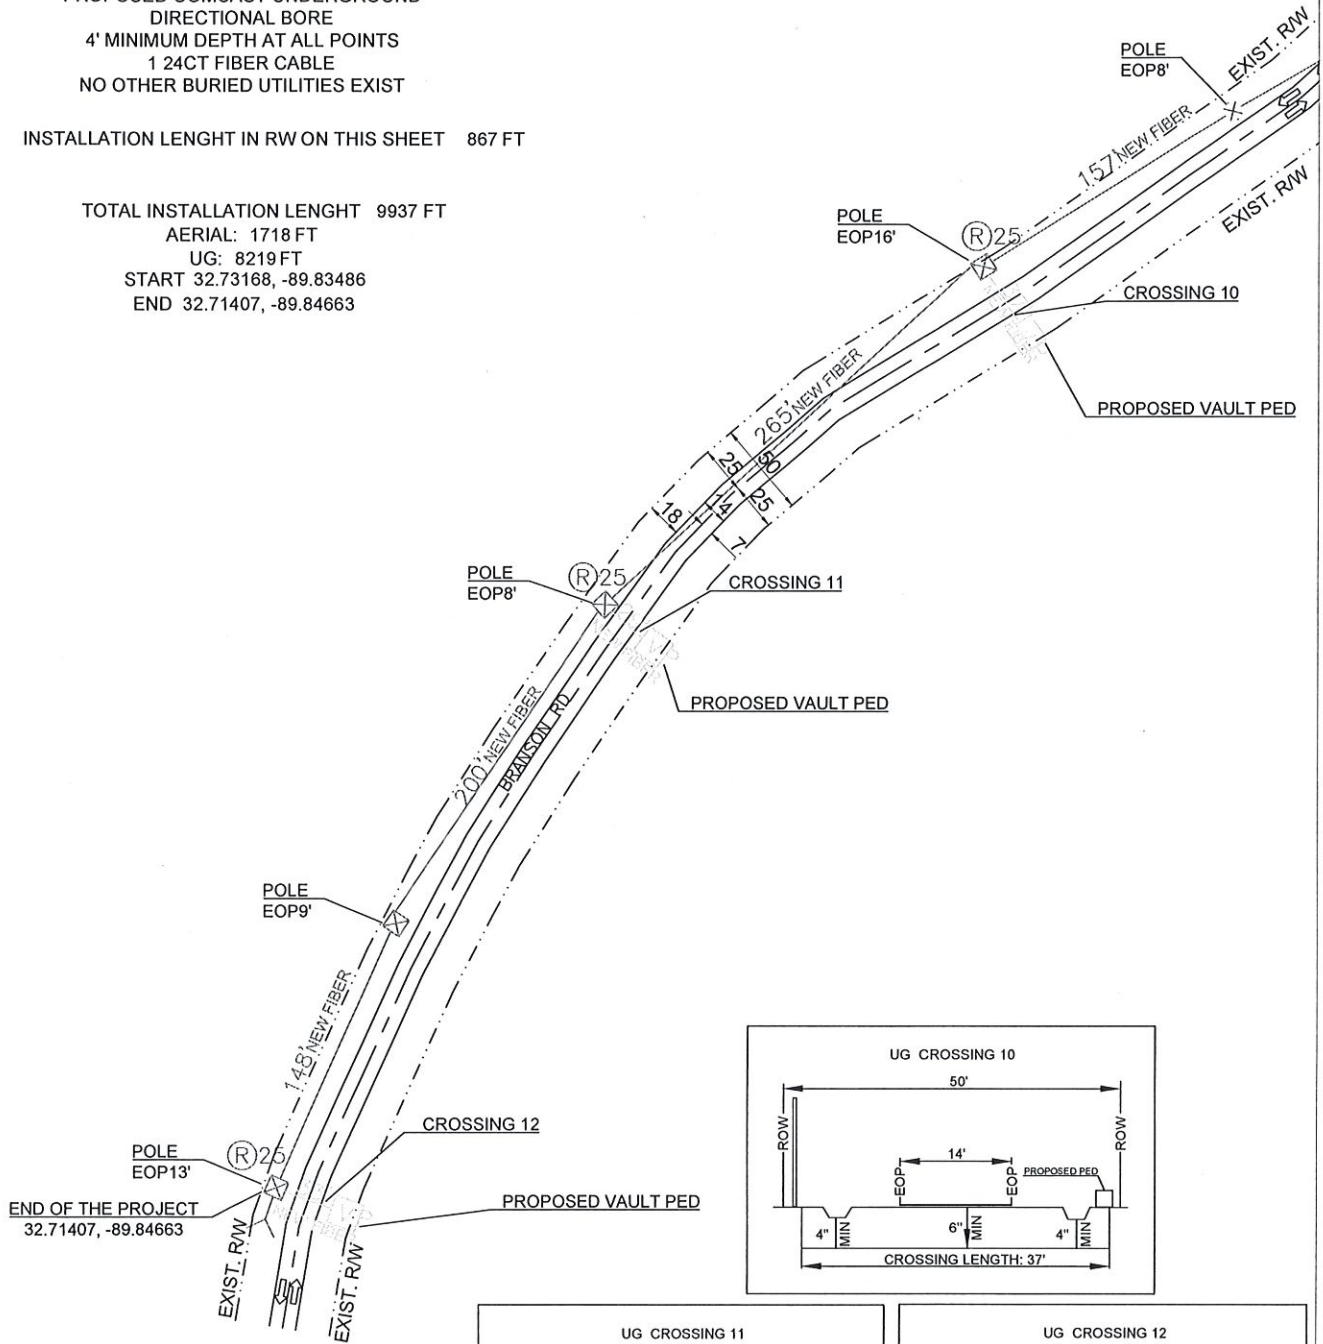 PROPOSED COMCAST UNDERGROUND
DIRECTIONAL BORE
4' MINIMUM DEPTH AT ALL POINTS
1 24CT FIBER CABLE
NO OTHER BURIED UTILITIES EXIST
INSTALLATION LENGHT IN RW ON THIS SHEET 867 FT
TOTAL INSTALLATION LENGHT 9937 FT
AERIAL: 1718 FT
UG: 8219 FT
START 32.73168, -89.83486
END 32.71407, -89.84663
POLE
EOP8'
EXIST. R/W
157' NEW FIBER
EXIST. R/W
POLE
EOP16'
R 25
CROSSING 10
PROPOSED VAULT PED
265' NEW FIBER
25
50
18
14
25
7
POLE
EOP8'
R 25
CROSSING 11
NEW FIBER
PROPOSED VAULT PED
200' NEW FIBER
BRANSON RD
POLE
EOP9'
148' NEW FIBER
CROSSING 12
POLE
EOP13'
R 25
END OF THE PROJECT
32.71407, -89.84663
PROPOSED VAULT PED
EXIST. R/W
EXIST. R/W
UG CROSSING 10
50'
ROW
ROW
14'
EOP
EOP
PROPOSED PED
4" MIN
6" MIN
4" MIN
CROSSING LENGTH: 37'
UG CROSSING 11
UG CROSSING 12